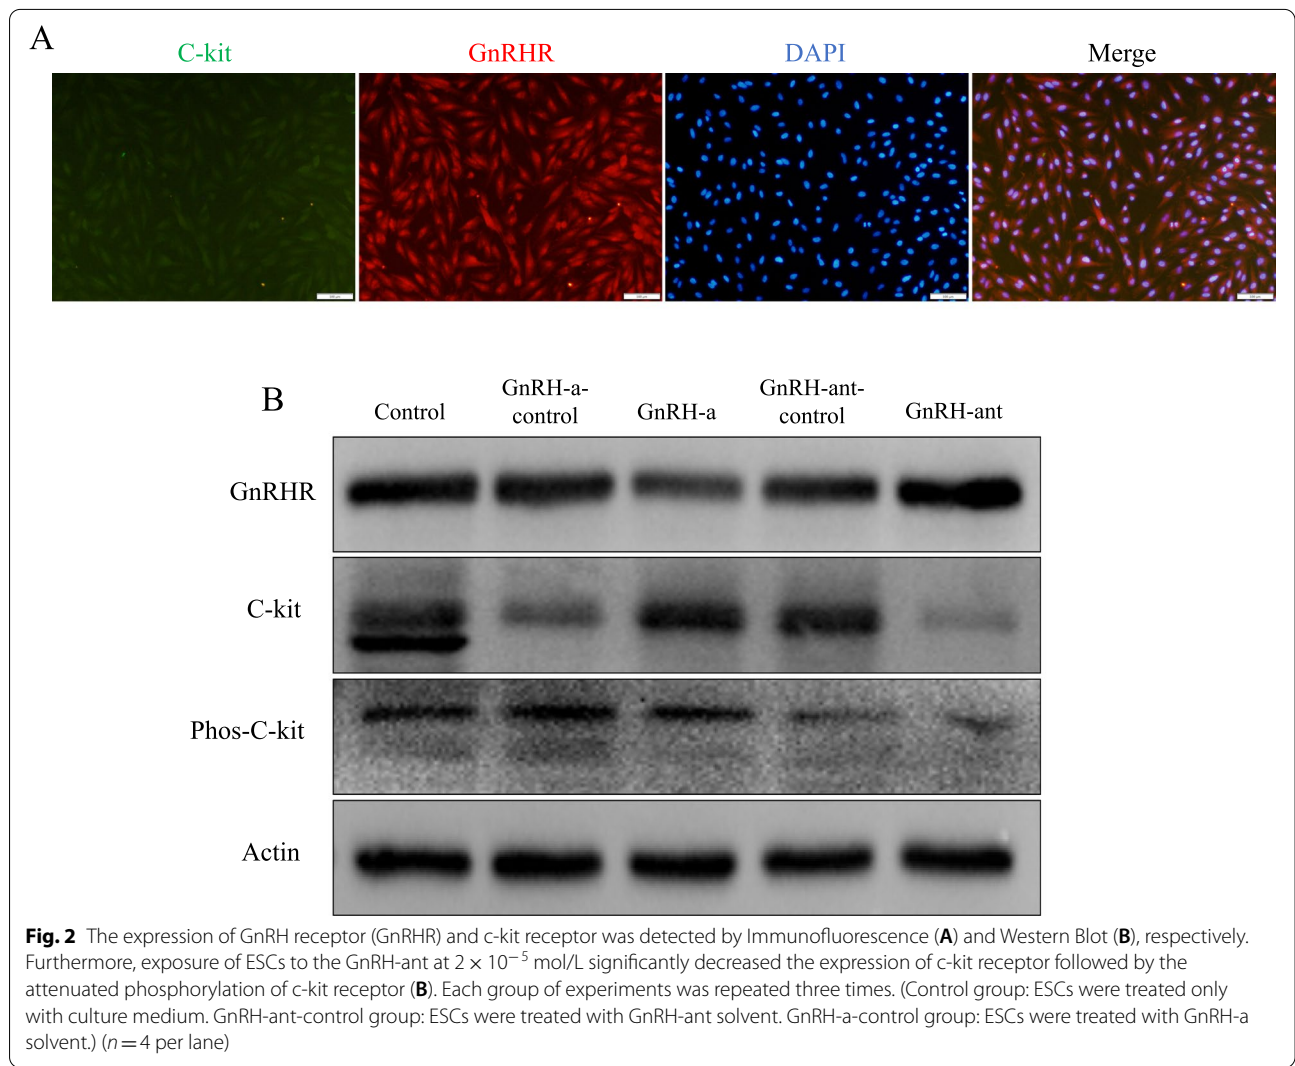 A
C-kit
GnRHR
DAPI
Merge
B
Control
GnRH-a-
control
GnRH-a
GnRH-ant-
control
GnRH-ant
GnRHR
C-kit
Phos-C-kit
Actin
Fig. 2 The expression of GnRH receptor (GnRHR) and c-kit receptor was detected by Immunofluorescence (A) and Western Blot (B), respectively.
Furthermore, exposure of ESCs to the GnRH-ant at 2 × 10⁻⁵ mol/L significantly decreased the expression of c-kit receptor followed by the
attenuated phosphorylation of c-kit receptor (B). Each group of experiments was repeated three times. (Control group: ESCs were treated only
with culture medium. GnRH-ant-control group: ESCs were treated with GnRH-ant solvent. GnRH-a-control group: ESCs were treated with GnRH-a
solvent.) (n = 4 per lane)